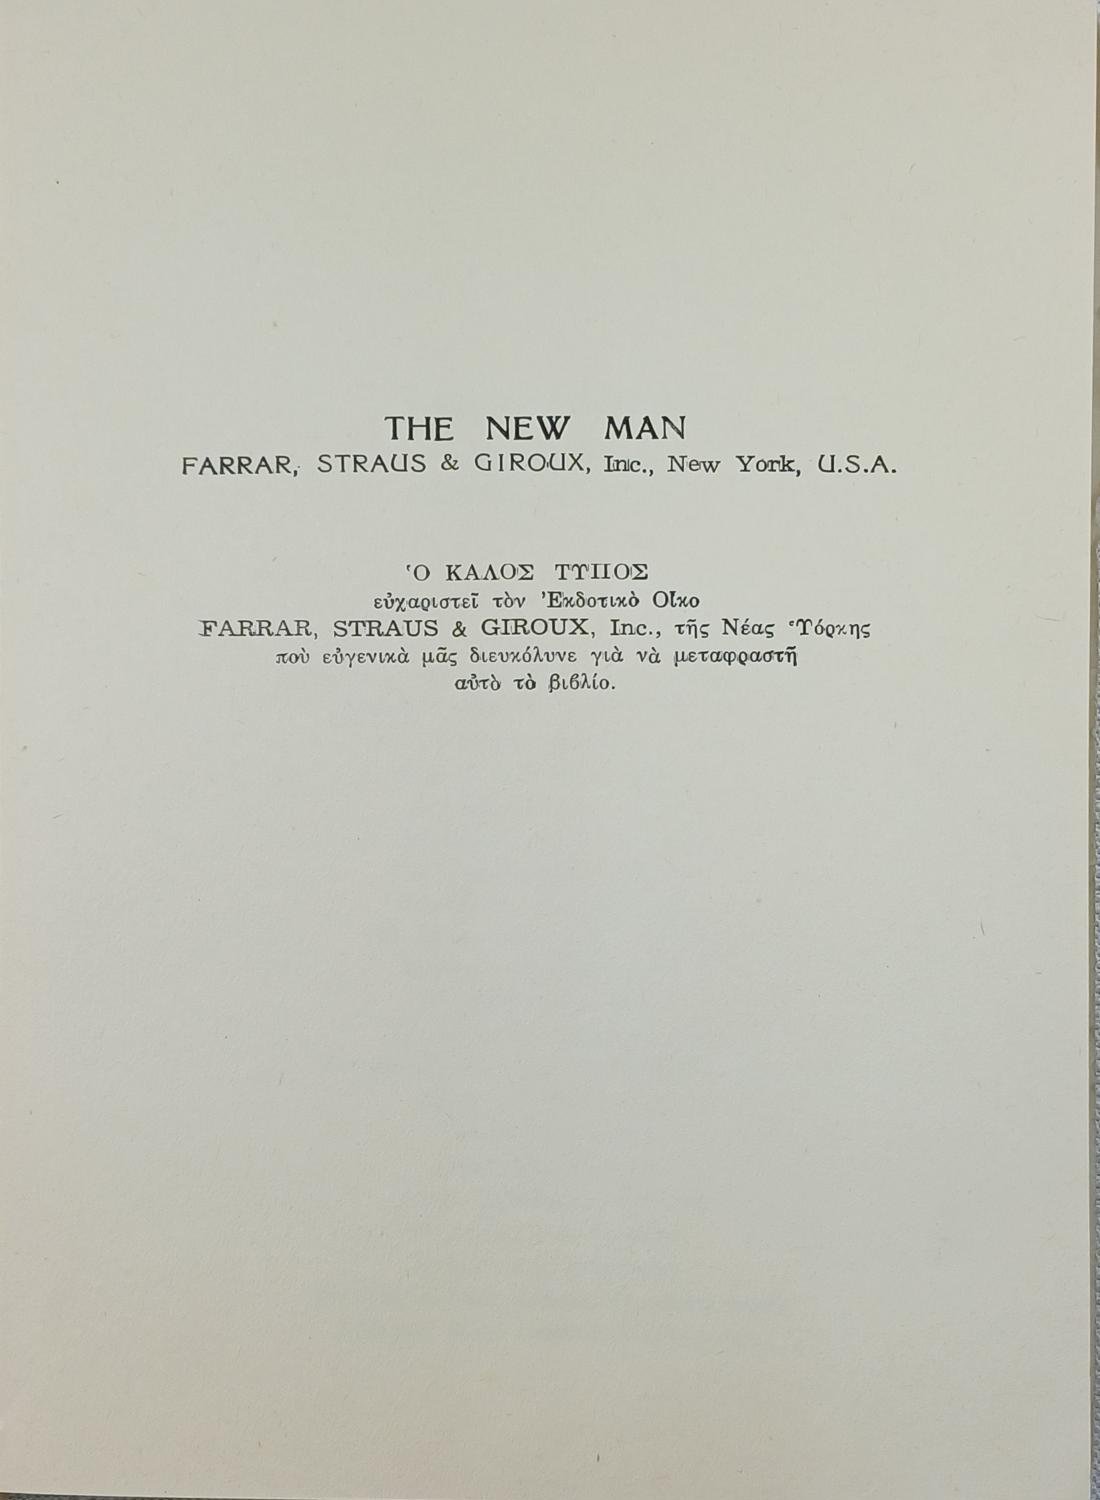 THE NEW MAN
FARRAR, STRAUS & GIROUX, Inc., New York, U.S.A.
Ὁ ΚΑΛΟΣ ΤΥΠΟΣ
εὐχαριστεῖ τὸν Ἐκδοτικὸ Οἶκο
FARRAR, STRAUS & GIROUX, Inc., τῆς Νέας Ὑόρκης
ποὺ εὐγενικὰ μᾶς διευκόλυνε γιὰ νὰ μεταφραστῆ
αὐτὸ τὸ βιϐλίο.